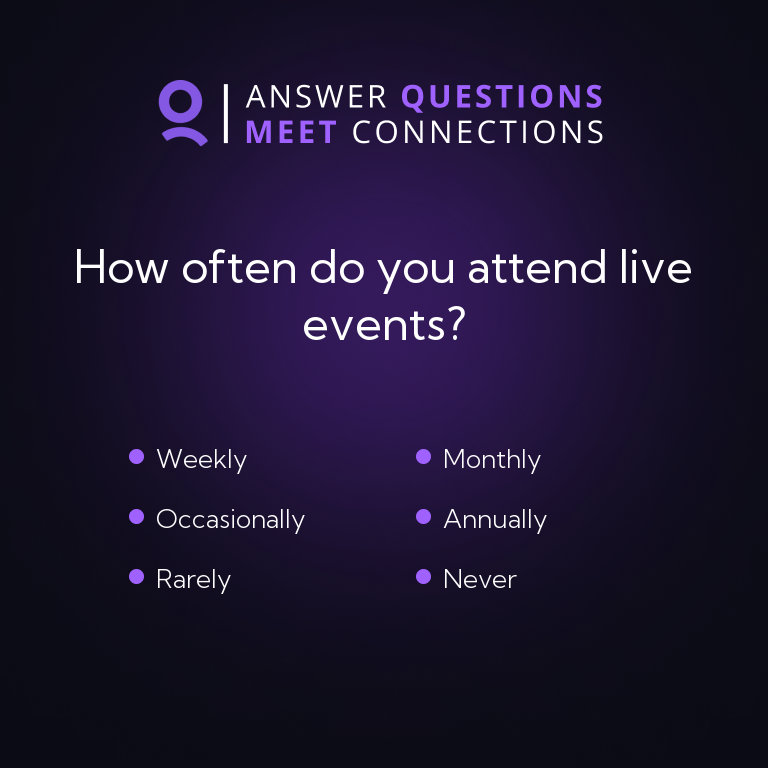 ANSWER QUESTIONS
MEET CONNECTIONS
How often do you attend live
events?
Weekly
Monthly
Occasionally
Annually
Rarely
Never